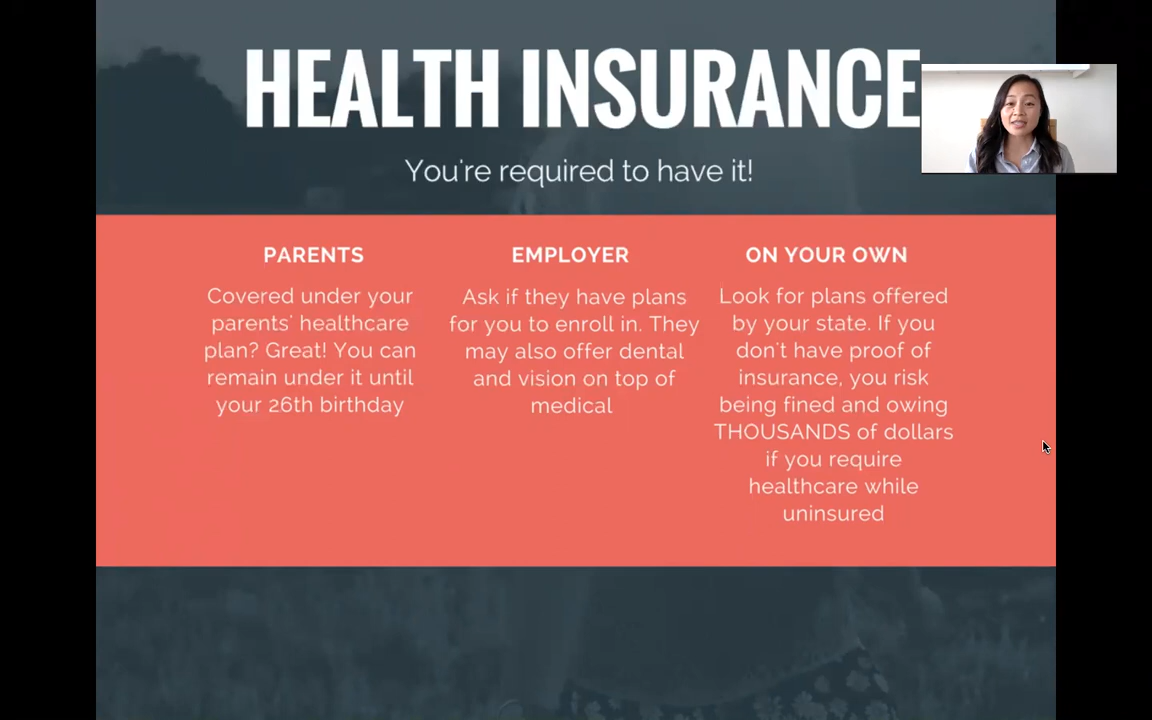 HEALTH INSURANCE
You're required to have it!
PARENTS
Covered under your
parents' healthcare
plan? Great! You can
remain under it until
your 26th birthday
EMPLOYER
Ask if they have plans
for you to enroll in. They
may also offer dental
and vision on top of
medical
ON YOUR OWN
Look for plans offered
by your state. If you
don't have proof of
insurance, you risk
being fined and owing
THOUSANDS of dollars
if you require
healthcare while
uninsured